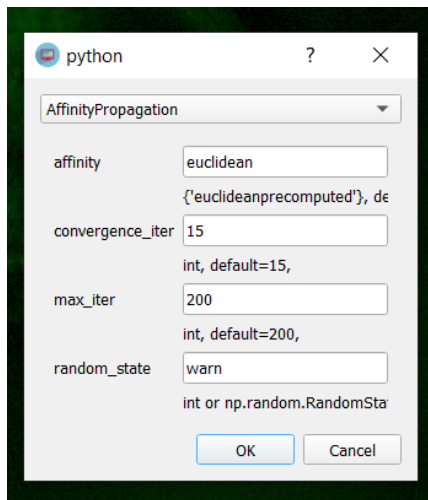 python
?
AffinityPropagation
affinity
euclidean
{'euclideanprecomputed'}, de
convergence_iter
15
int, default=15,
max_iter
200
int, default=200,
random_state
warn
int or np.random.RandomSta
OK
Cancel